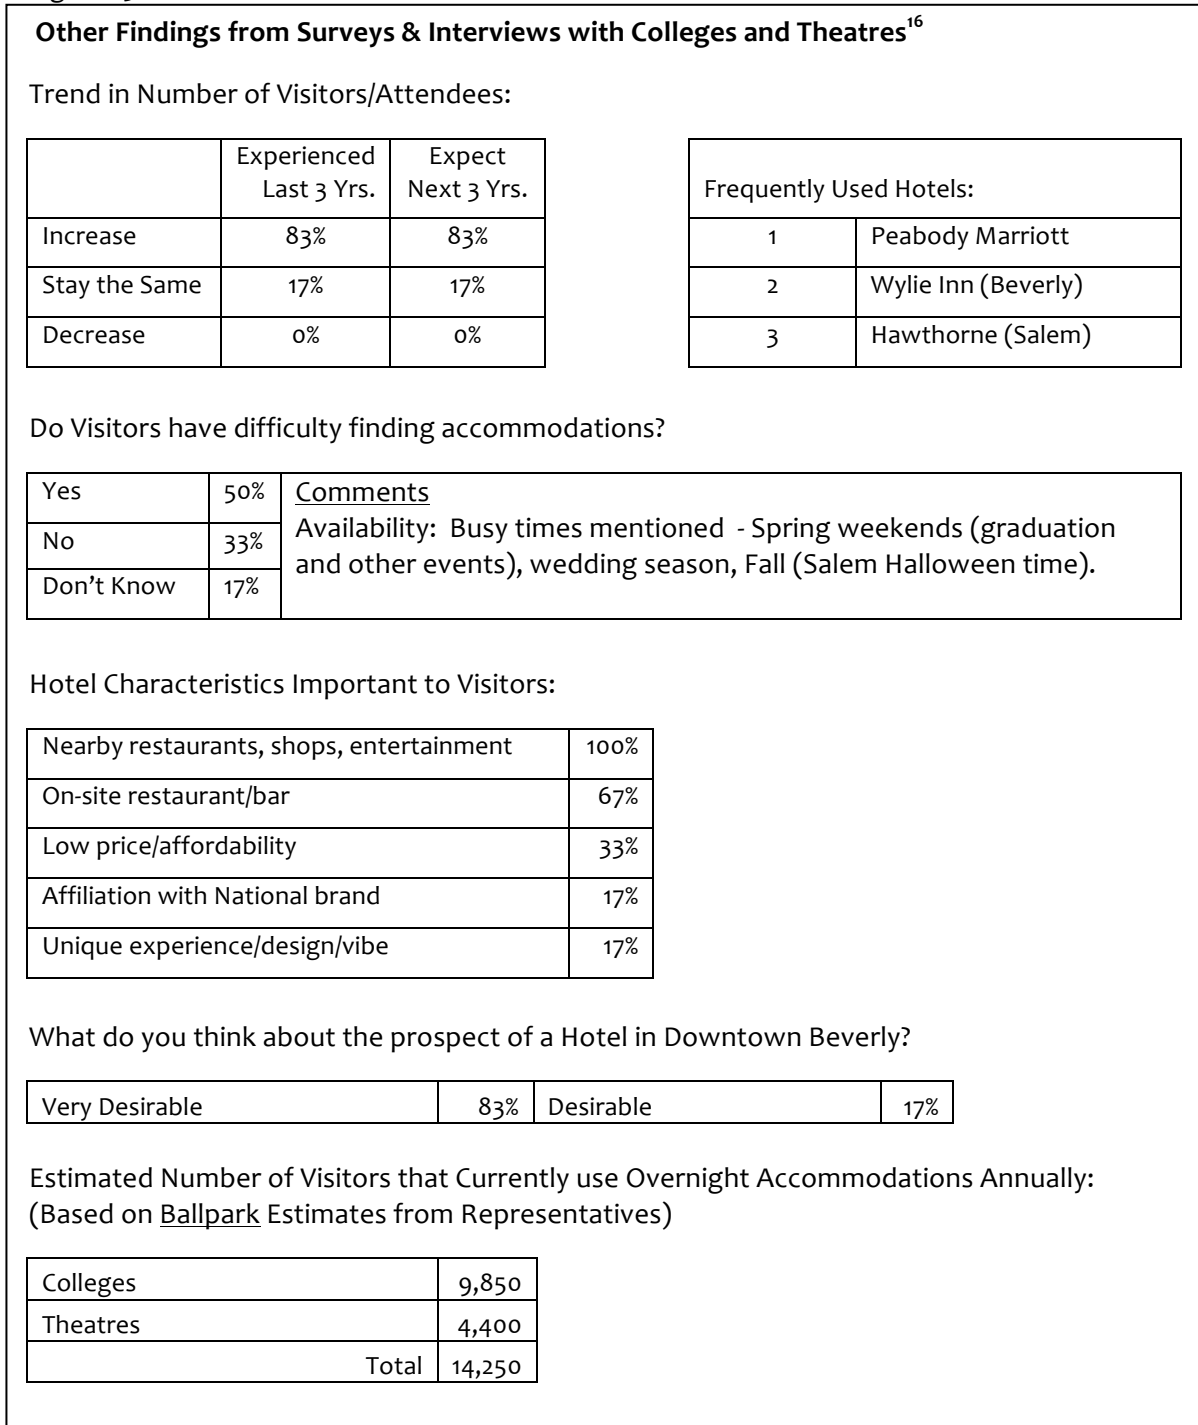 Other Findings from Surveys & Interviews with Colleges and Theatres16
Trend in Number of Visitors/Attendees:
Experienced Last 3 Yrs. Expect Next 3 Yrs.
Increase 83% 83%
Stay the Same 17% 17%
Decrease 0% 0%
Frequently Used Hotels:
1 Peabody Marriott
2 Wylie Inn (Beverly)
3 Hawthorne (Salem)
Do Visitors have difficulty finding accommodations?
Yes 50%
No 33%
Don't Know 17%
Comments
Availability: Busy times mentioned - Spring weekends (graduation
and other events), wedding season, Fall (Salem Halloween time).
Hotel Characteristics Important to Visitors:
Nearby restaurants, shops, entertainment 100%
On-site restaurant/bar 67%
Low price/affordability 33%
Affiliation with National brand 17%
Unique experience/design/vibe 17%
What do you think about the prospect of a Hotel in Downtown Beverly?
Very Desirable 83% Desirable 17%
Estimated Number of Visitors that Currently use Overnight Accommodations Annually:
(Based on Ballpark Estimates from Representatives)
Colleges 9,850
Theatres 4,400
Total 14,250